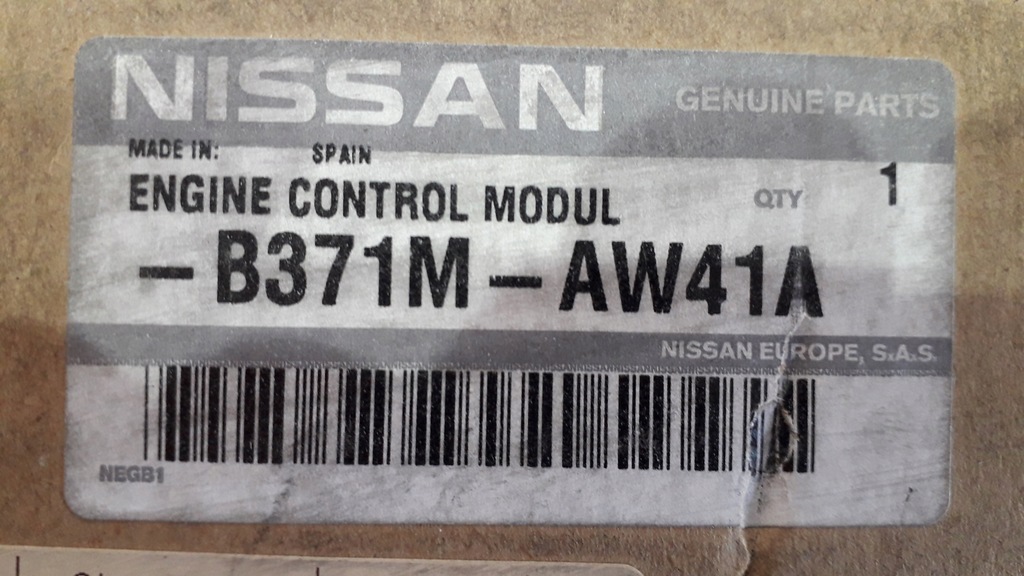 NISSAN GENUINE PARTS
MADE IN: SPAIN
ENGINE CONTROL MODUL QTY 1
-B371M-AW41A
NISSAN EUROPE, S.A.S.
NEGB1